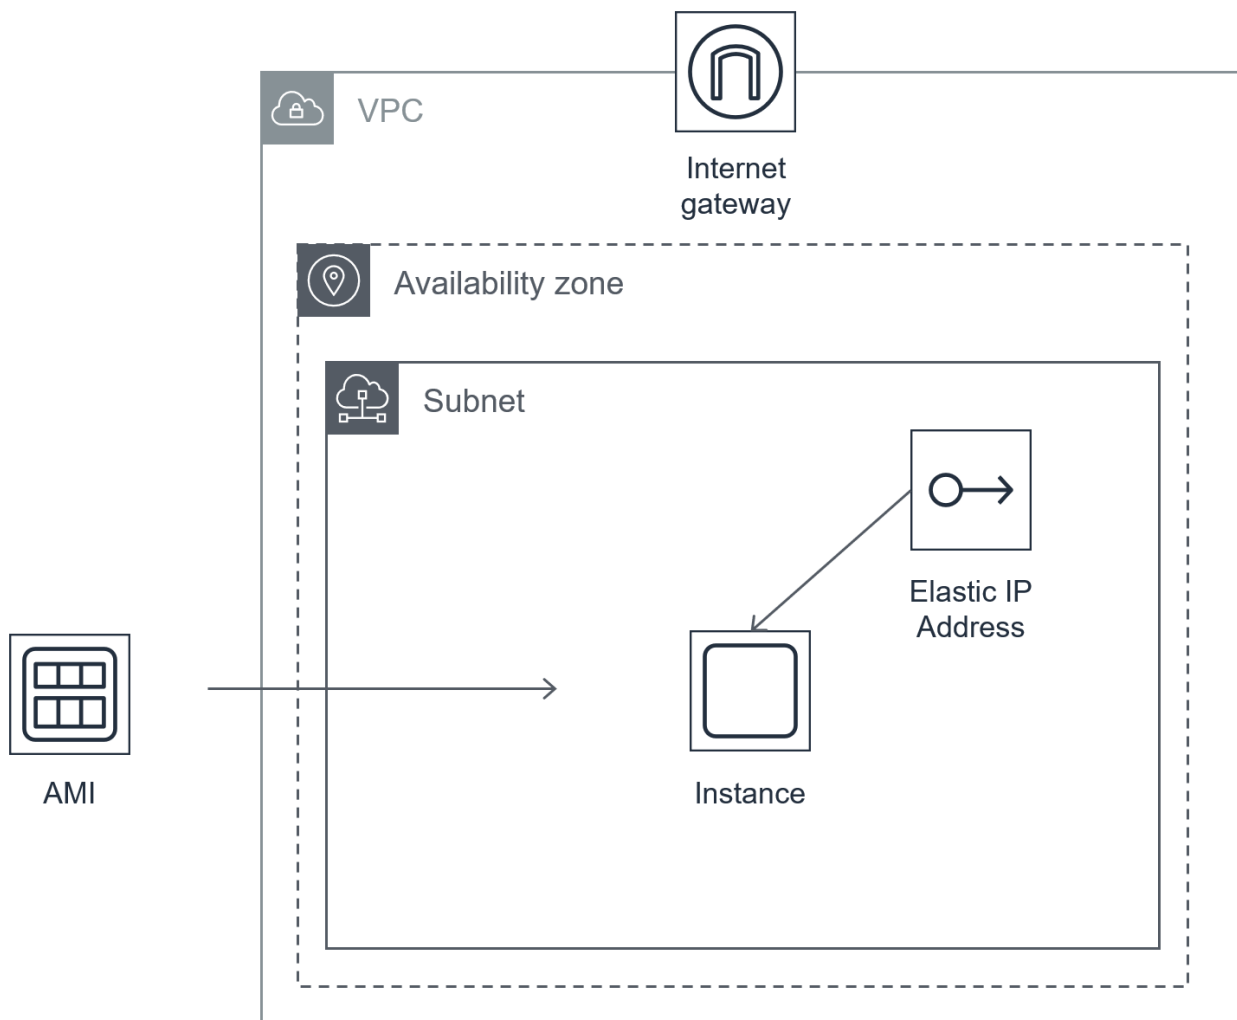 VPC
Internet
gateway
Availability zone
Subnet
Elastic IP
Address
AMI
Instance